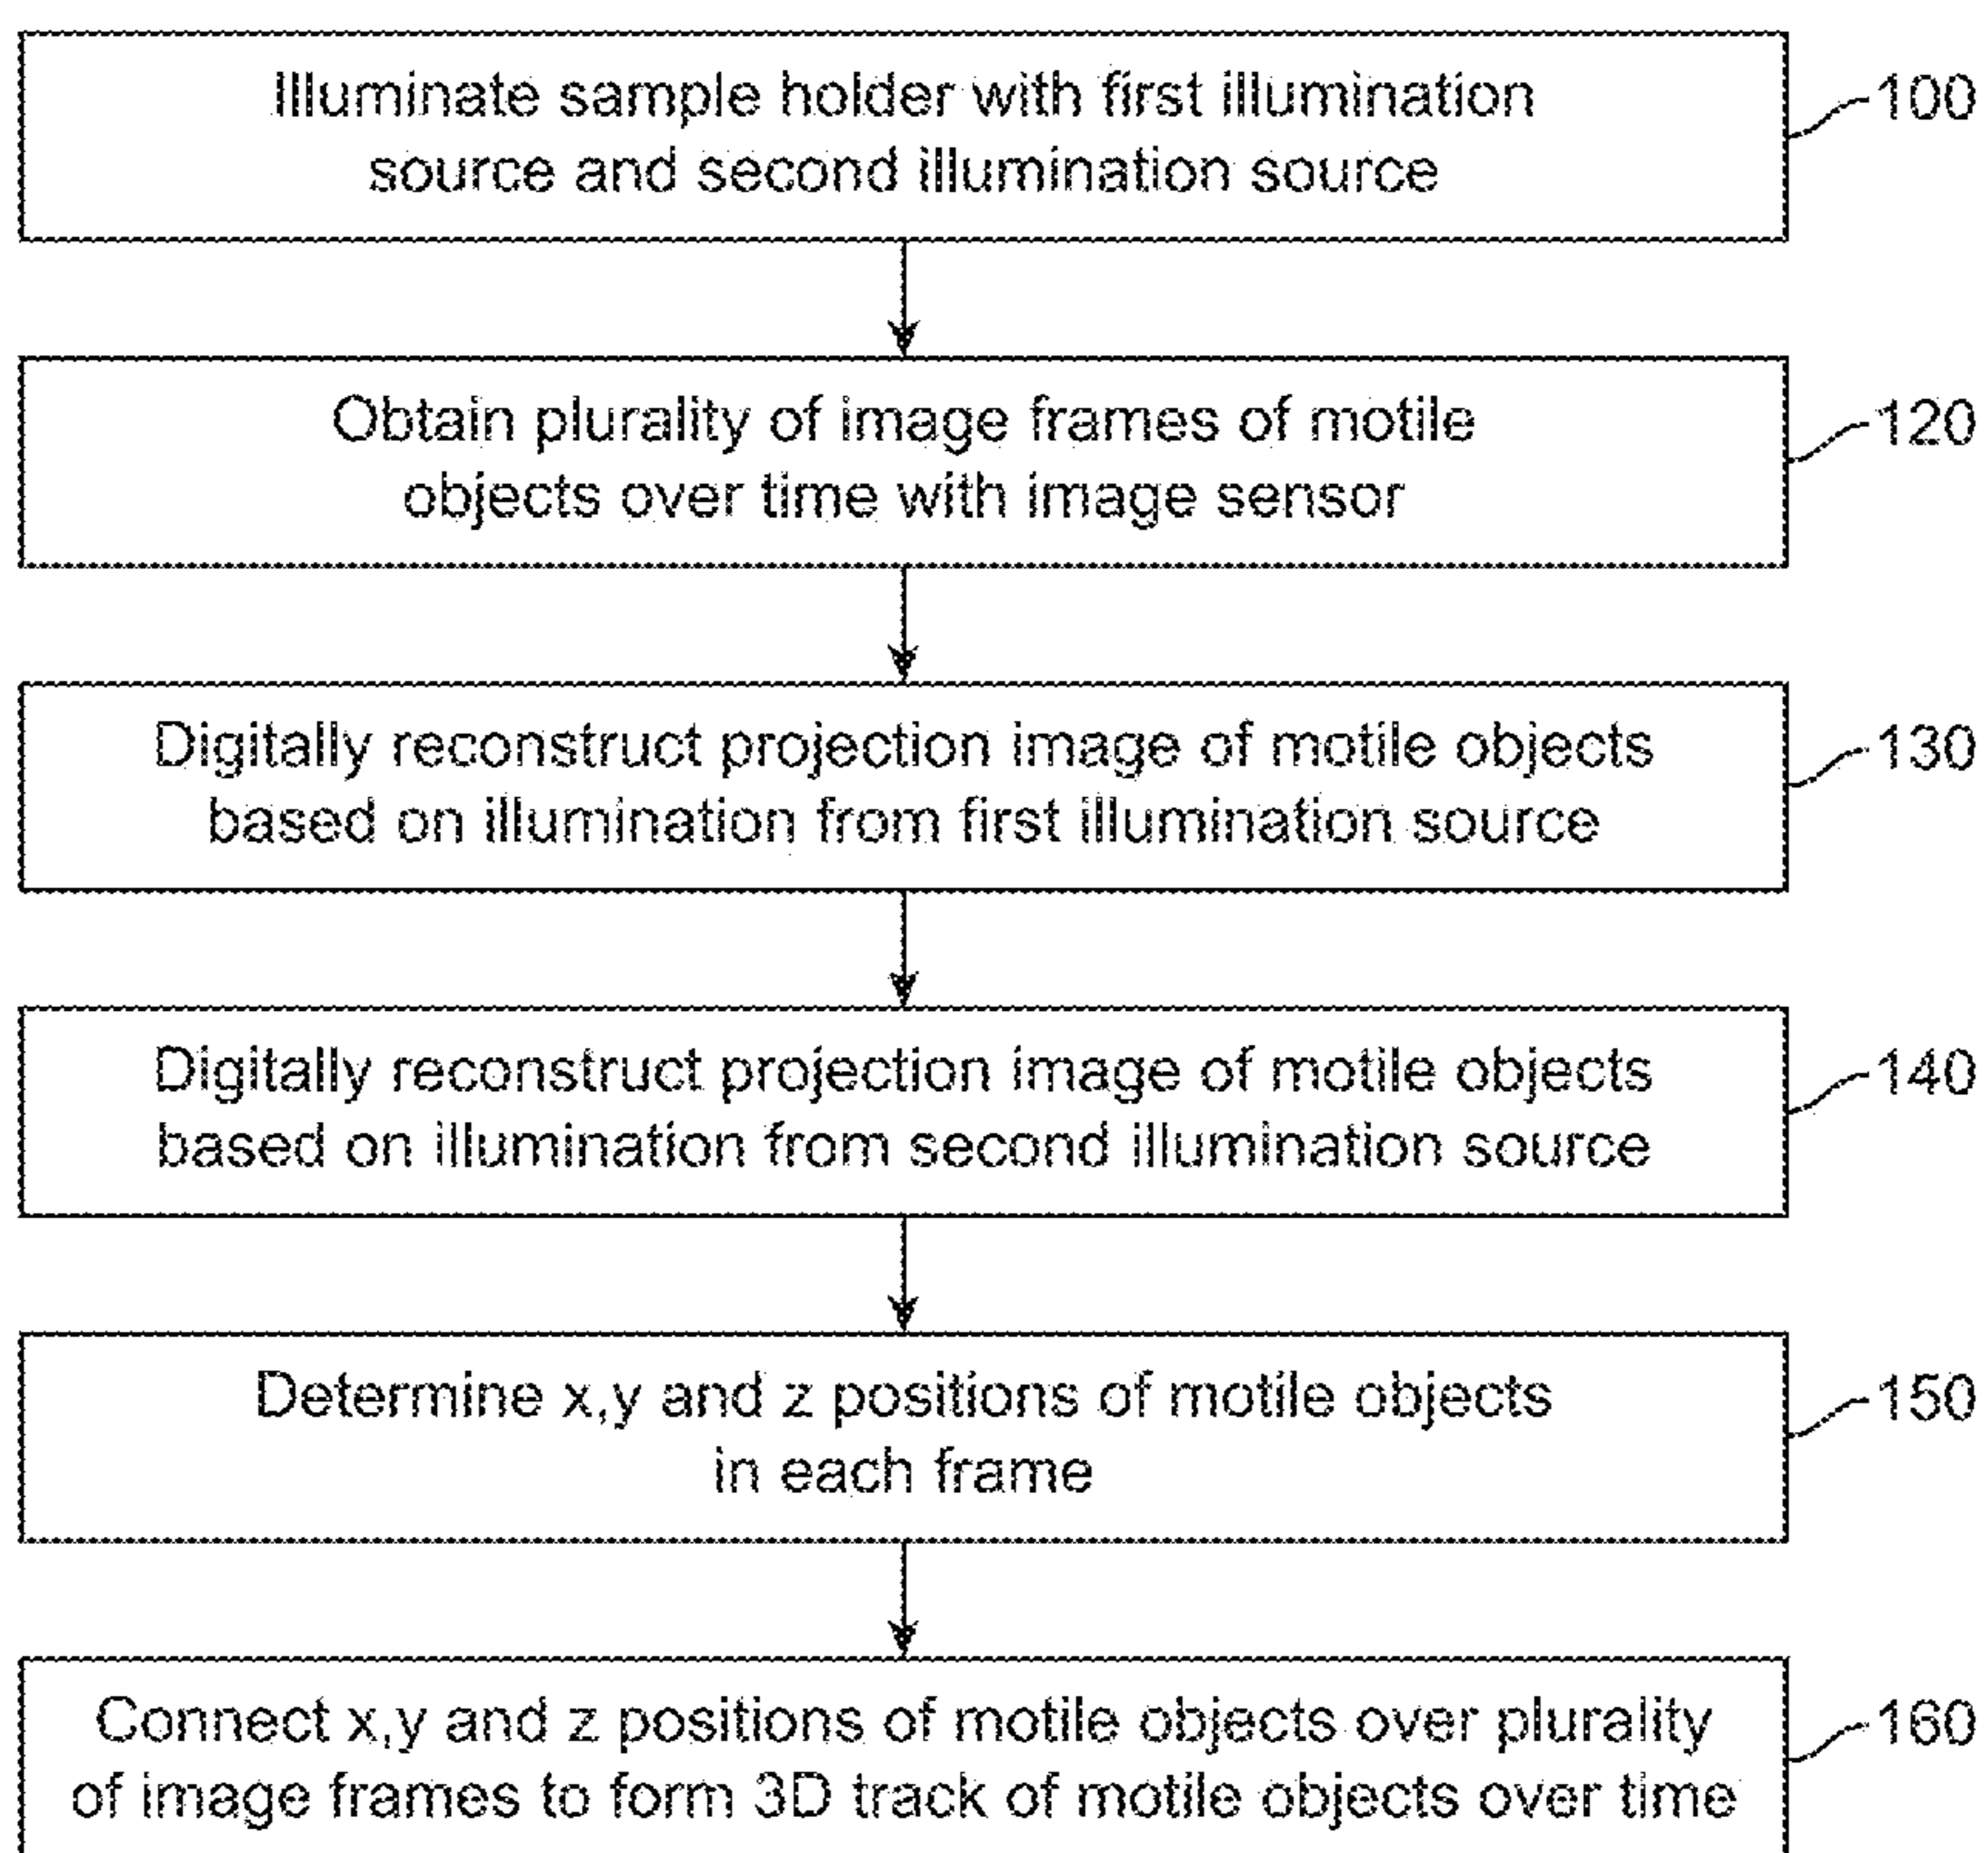 Illuminate sample holder with first illumination
source and second illumination source
100
Obtain plurality of image frames of motile
objects over time with image sensor
120
Digitally reconstruct projection image of motile objects
based on illumination from first illumination source
130
Digitally reconstruct projection image of motile objects
based on illumination from second illumination source
140
Determine x,y and z positions of motile objects
in each frame
150
Connect x,y and z positions of motile objects over plurality
of image frames to form 3D track of motile objects over time
160